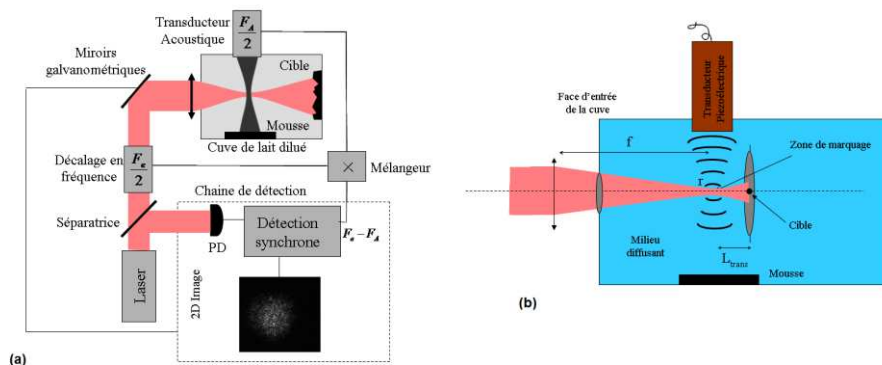 Transducteur
Acoustique
F_A
2
Miroirs
galvanométriques
Cible
Mousse
Cuve de lait dilué
Décalage en
fréquence
F_e
2
×
Mélangeur
Chaine de détection
Séparatrice
PD
Détection
synchrone
F_e – F_A
Laser
2D Image
(a)
Transducteur
Piezoélectrique
Face d'entrée
de la cuve
f
Zone de marquage
r
Cible
Milieu
diffusant
L_trans
Mousse
(b)